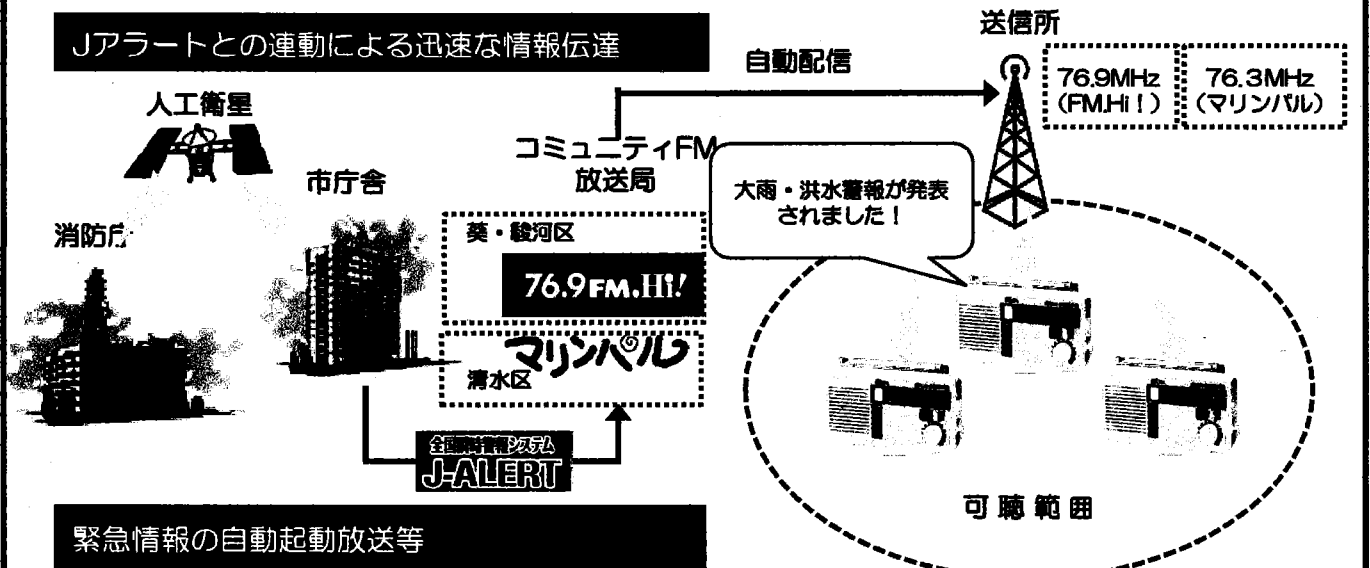 Jアラートとの連動による迅速な情報伝達
人工衛星
消防庁
市庁舎
コミュニティFM
放送局
葵・駿河区
76.9FM.Hi!
マリンパル
清水区
全国瞬時警報システム
J-ALERT
自動配信
送信所
76.9MHz
(FM.Hi!)
76.3MHz
(マリンパル)
大雨・洪水警報が発表
されました！
可聴範囲
緊急情報の自動起動放送等